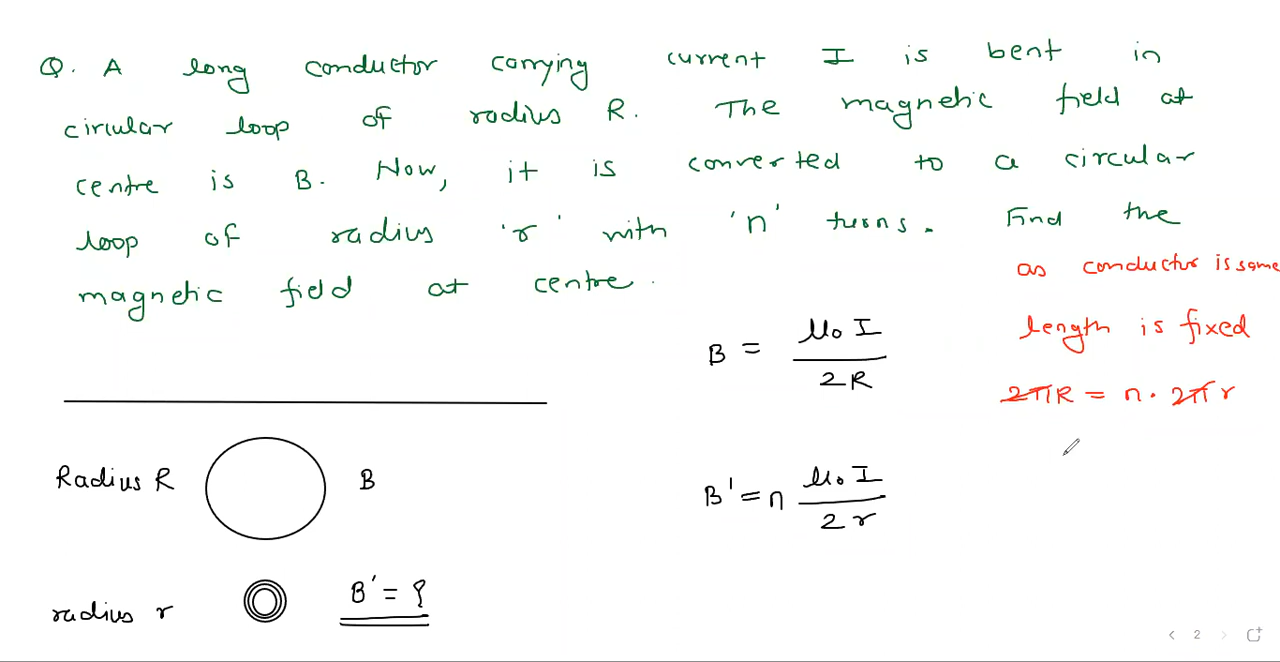 Q. A long conductor carrying current I is bent in
circular loop of radius R. The magnetic field at
centre is B. Now, it is converted to a circular
loop of radius 'r' with 'n' turns. Find the
magnetic field at centre.
as conductor is same
length is fixed
2πR = n · 2πr
B = μ₀ I / 2R
B' = n μ₀ I / 2r
Radius R
B
radius r
B' = ?
2